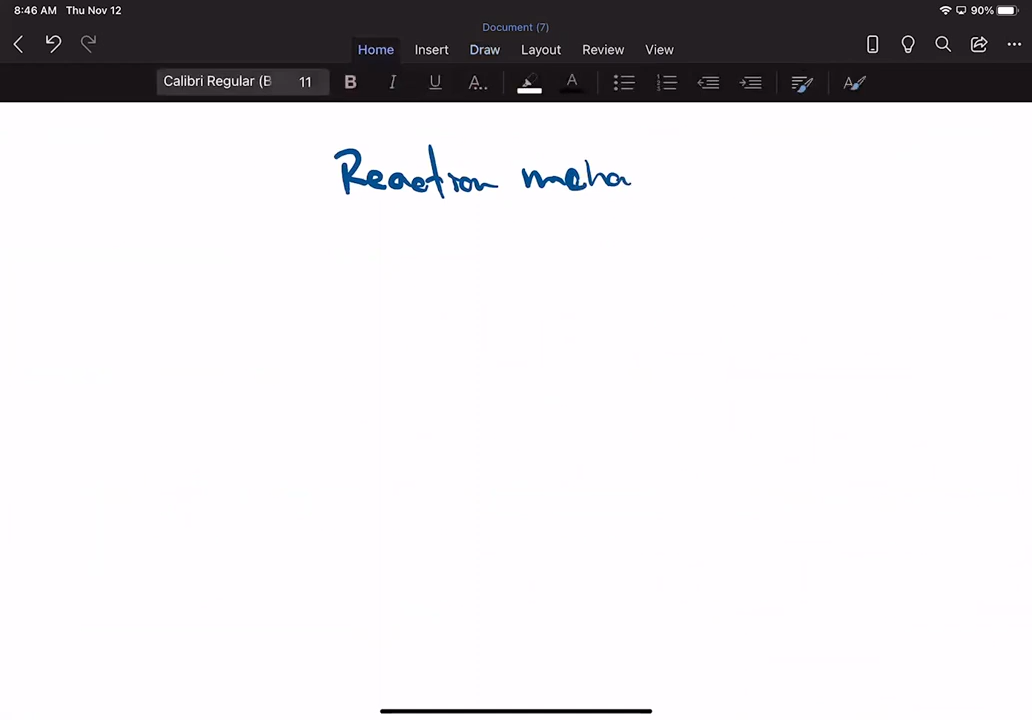 8:46 AM Thu Nov 12 90%
Document (7)
Home Insert Draw Layout Review View
Calibri Regular (B 11 B I U A.. A
Reaction mecha